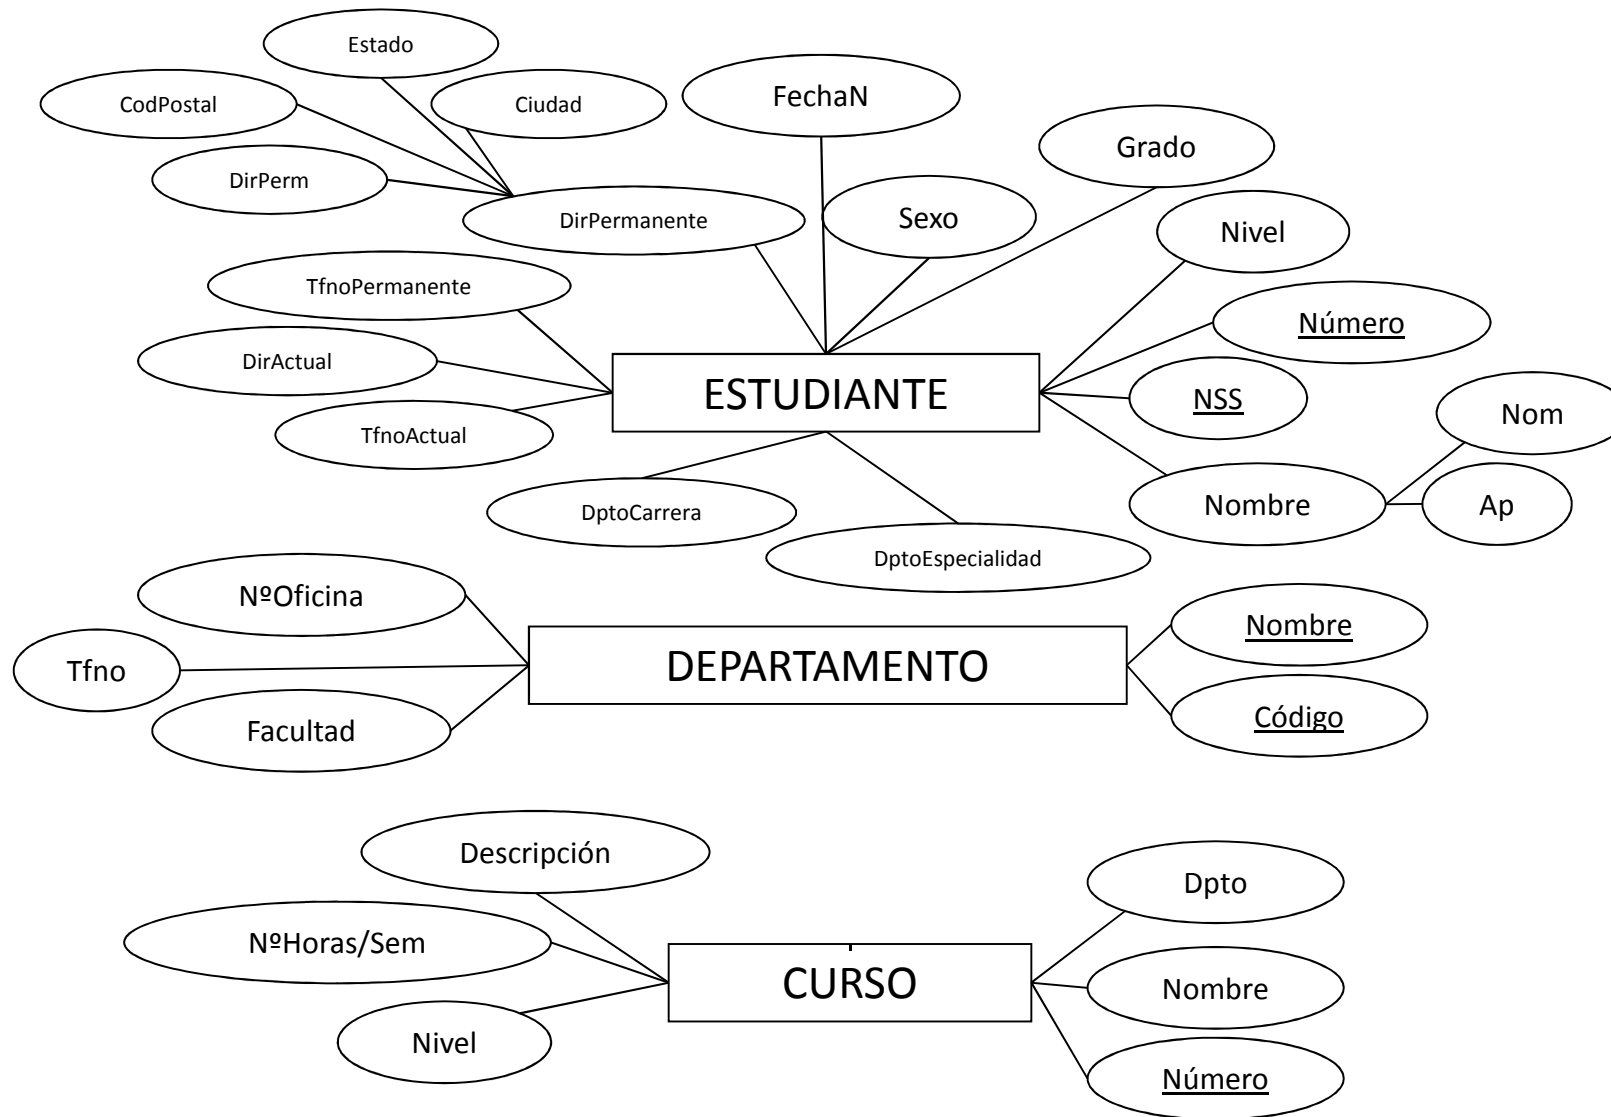 Estado
CodPostal
Ciudad
FechaN
Grado
DirPerm
DirPermanente
Sexo
Nivel
TfnoPermanente
Número
DirActual
ESTUDIANTE
NSS
Nom
TfnoActual
DptoCarrera
Nombre
Ap
DptoEspecialidad
NºOficina
Nombre
Tfno
DEPARTAMENTO
Facultad
Código
Descripción
Dpto
NºHoras/Sem
CURSO
Nombre
Nivel
Número